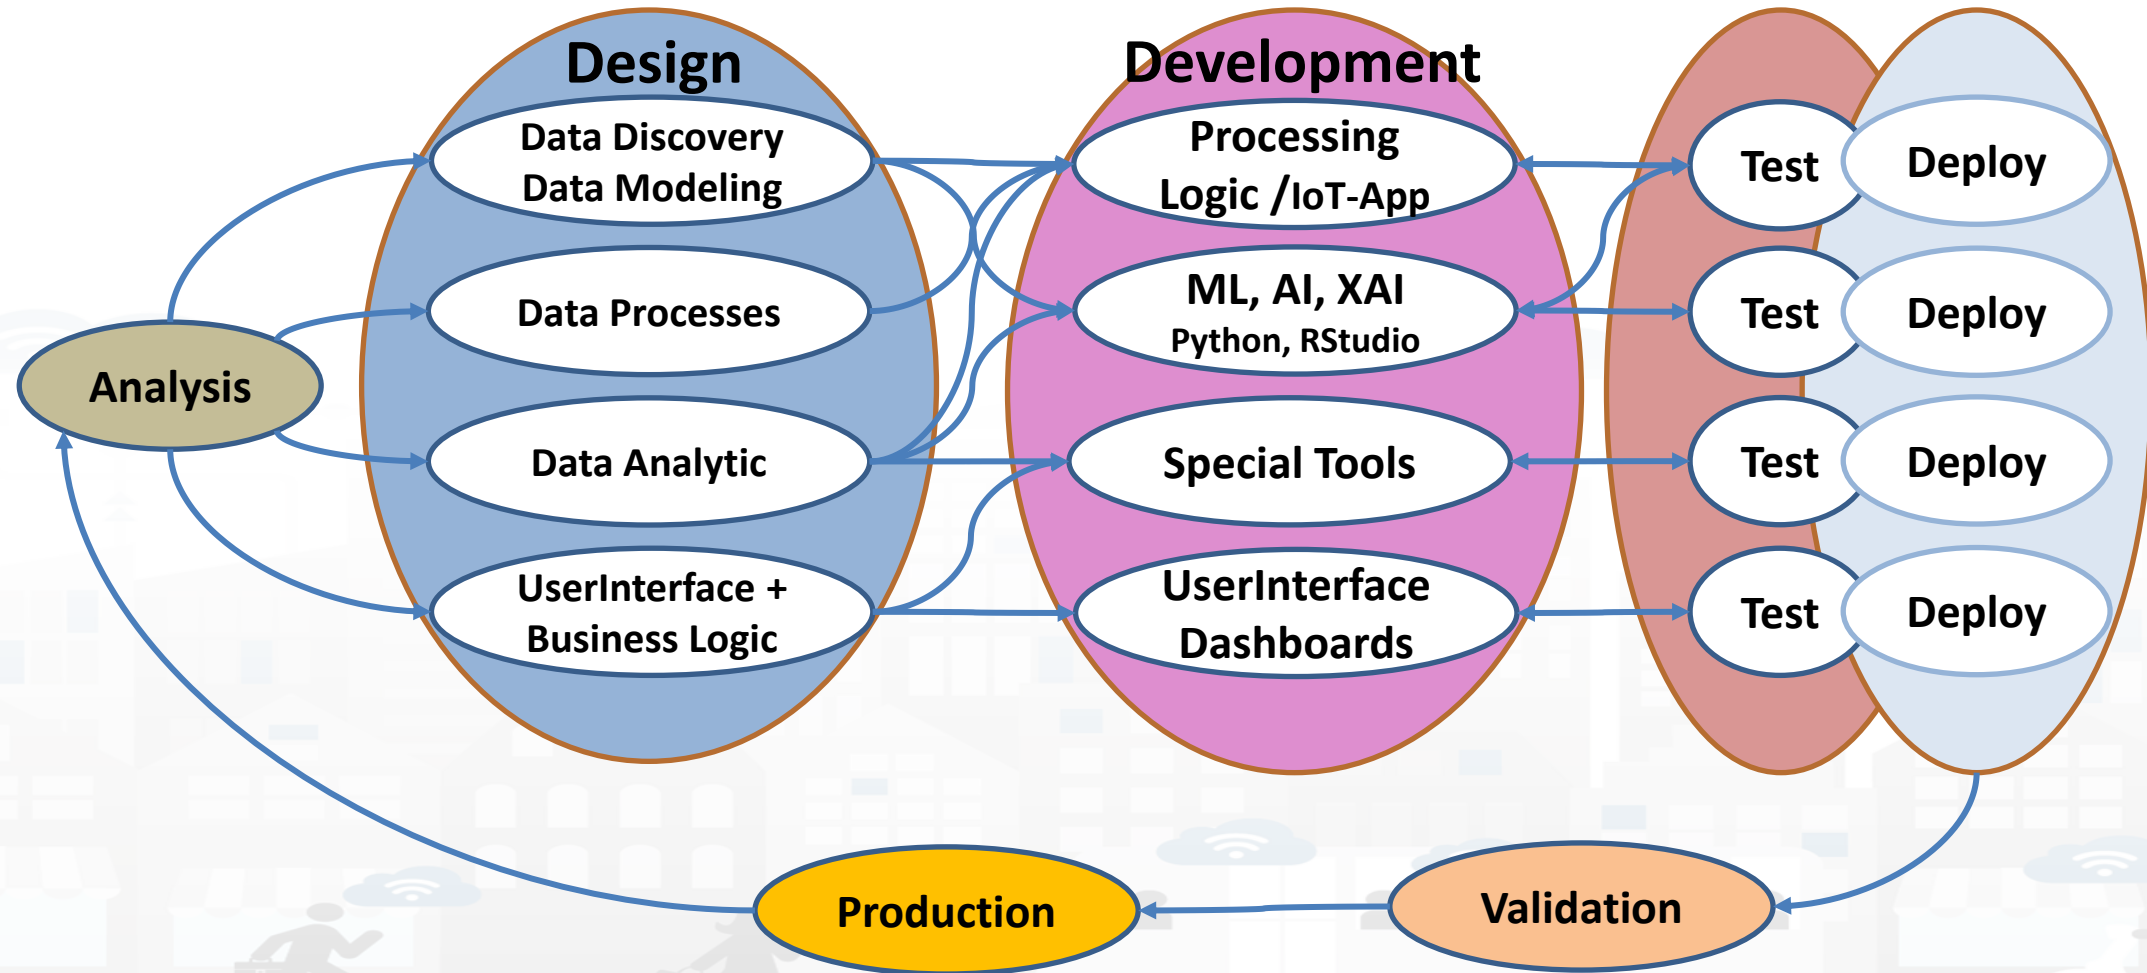 Design
Development
Data Discovery
Data Modeling
Processing
Logic /IoT-App
Test
Deploy
Data Processes
ML, AI, XAI
Python, RStudio
Test
Deploy
Analysis
Data Analytic
Special Tools
Test
Deploy
UserInterface +
Business Logic
UserInterface
Dashboards
Test
Deploy
Production
Validation